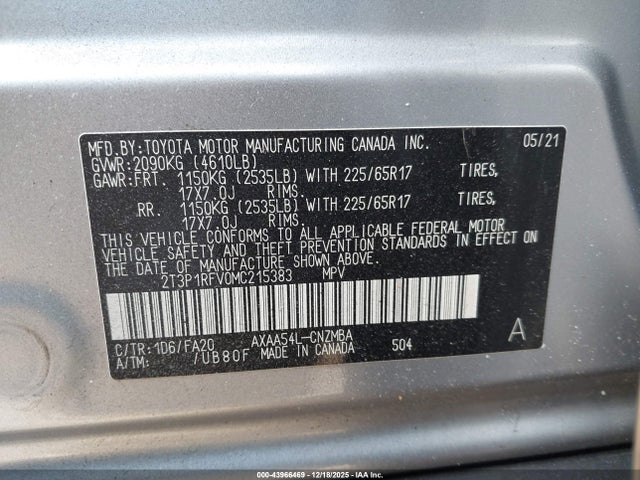 MFD.BY:TOYOTA MOTOR MANUFACTURING CANADA INC. 05/21
GVWR:2090KG (4610LB)
GAWR:FRT. 1150KG (2535LB) WITH 225/65R17 TIRES,
17X7.0J RIMS.
RR. 1150KG (2535LB) WITH 225/65R17 TIRES,
17X7.0J RIMS.
THIS VEHICLE CONFORMS TO ALL APPLICABLE FEDERAL MOTOR
VEHICLE SAFETY AND THEFT PREVENTION STANDARDS IN EFFECT ON
THE DATE OF MANUFACTURE SHOWN ABOVE.
2T3P1RFV0MC215383 MPV
C/TR:1D6/FA20 AXAA54L-CNZMBA 504 A
A/TM: /UB80F MADE IN CANADA
000-43966469 - 12/18/2025 - IAA Inc.